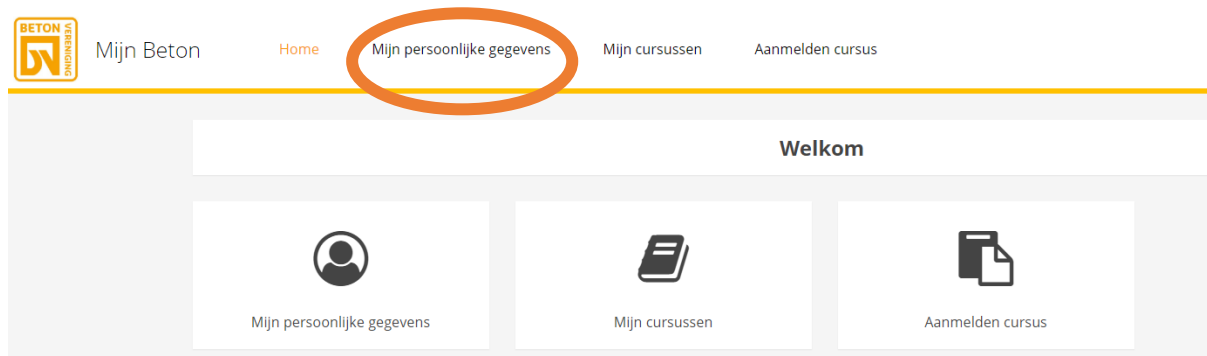 BETON
VERENIGING
Mijn Beton
Home
Mijn persoonlijke gegevens
Mijn cursussen
Aanmelden cursus
Welkom
Mijn persoonlijke gegevens
Mijn cursussen
Aanmelden cursus